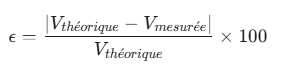 ϵ = |V_théorique − V_mesurée| / V_théorique × 100